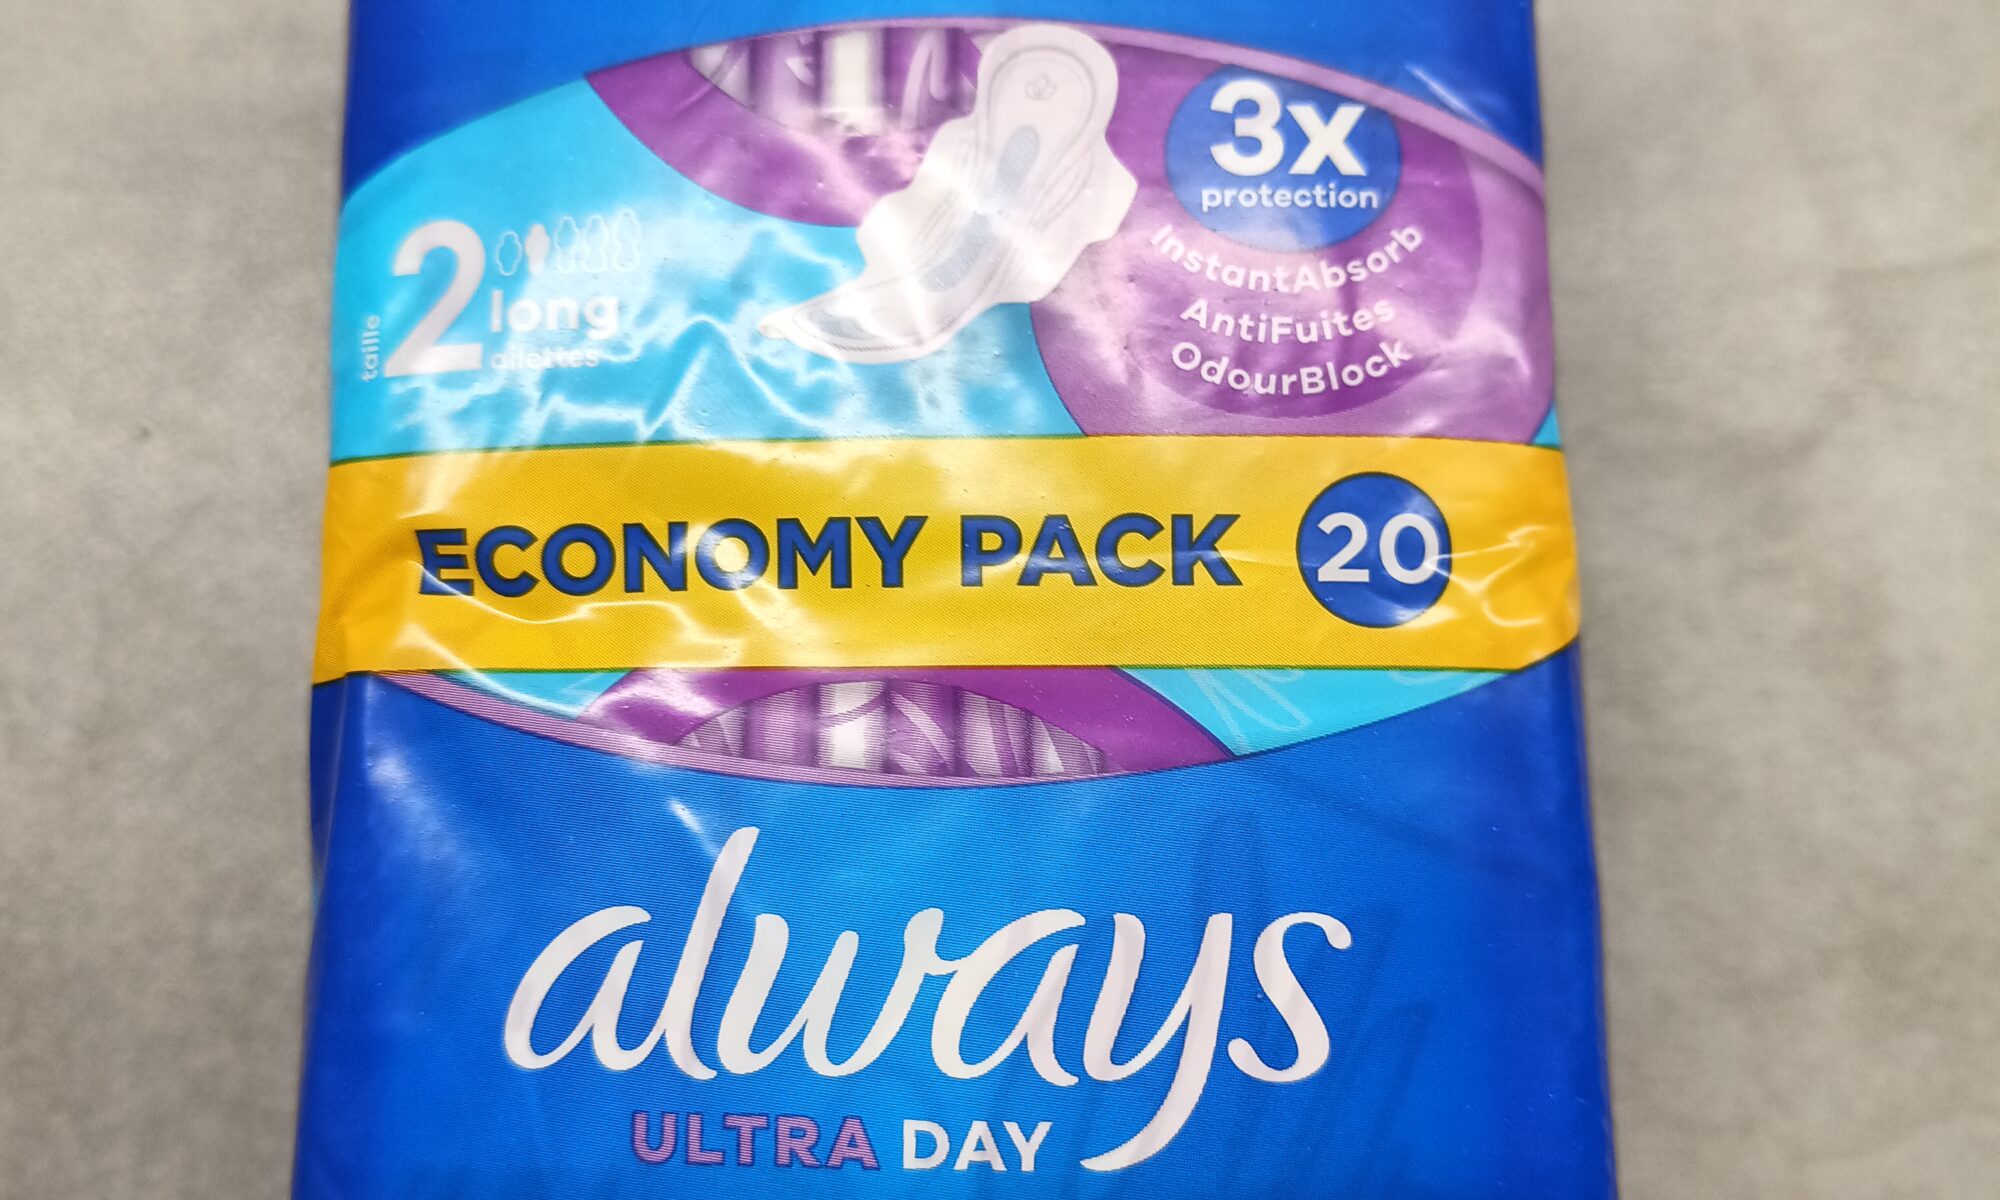 3x
protection
InstantAbsorb
AntiFuites
OdourBlock
taille
2
long
ailettes
ECONOMY PACK 20
always
ULTRA DAY